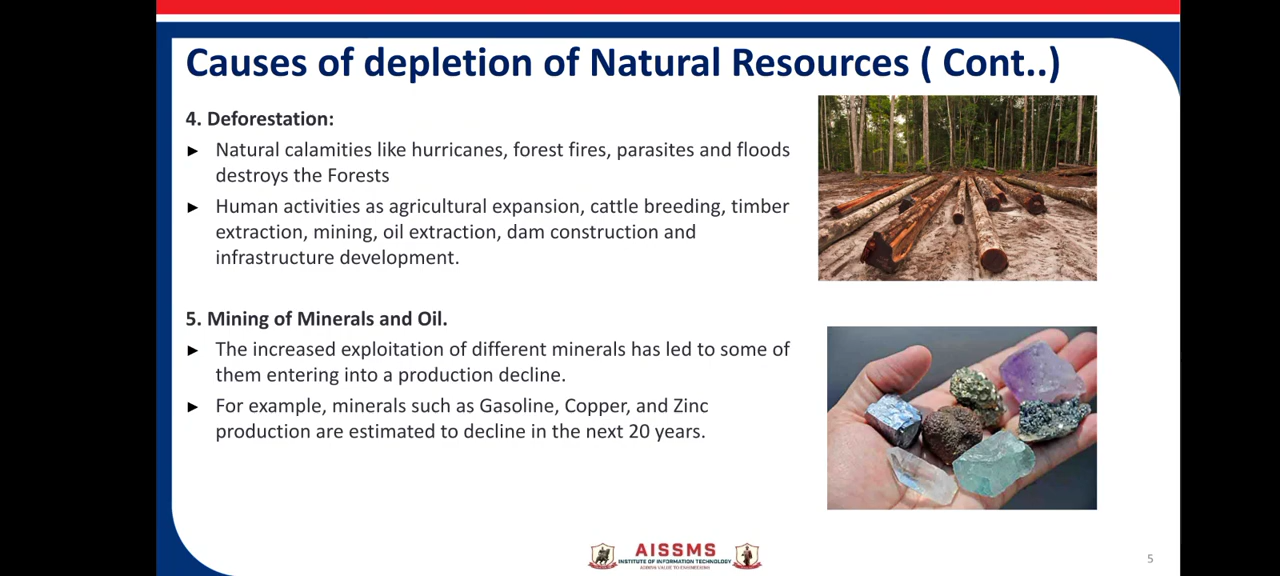 Causes of depletion of Natural Resources ( Cont..)
4. Deforestation:
► Natural calamities like hurricanes, forest fires, parasites and floods
destroys the Forests
► Human activities as agricultural expansion, cattle breeding, timber
extraction, mining, oil extraction, dam construction and
infrastructure development.
5. Mining of Minerals and Oil.
► The increased exploitation of different minerals has led to some of
them entering into a production decline.
► For example, minerals such as Gasoline, Copper, and Zinc
production are estimated to decline in the next 20 years.
AISSMS
INSTITUTE OF INFORMATION TECHNOLOGY
ADDING VALUE TO ENGINEERING
5